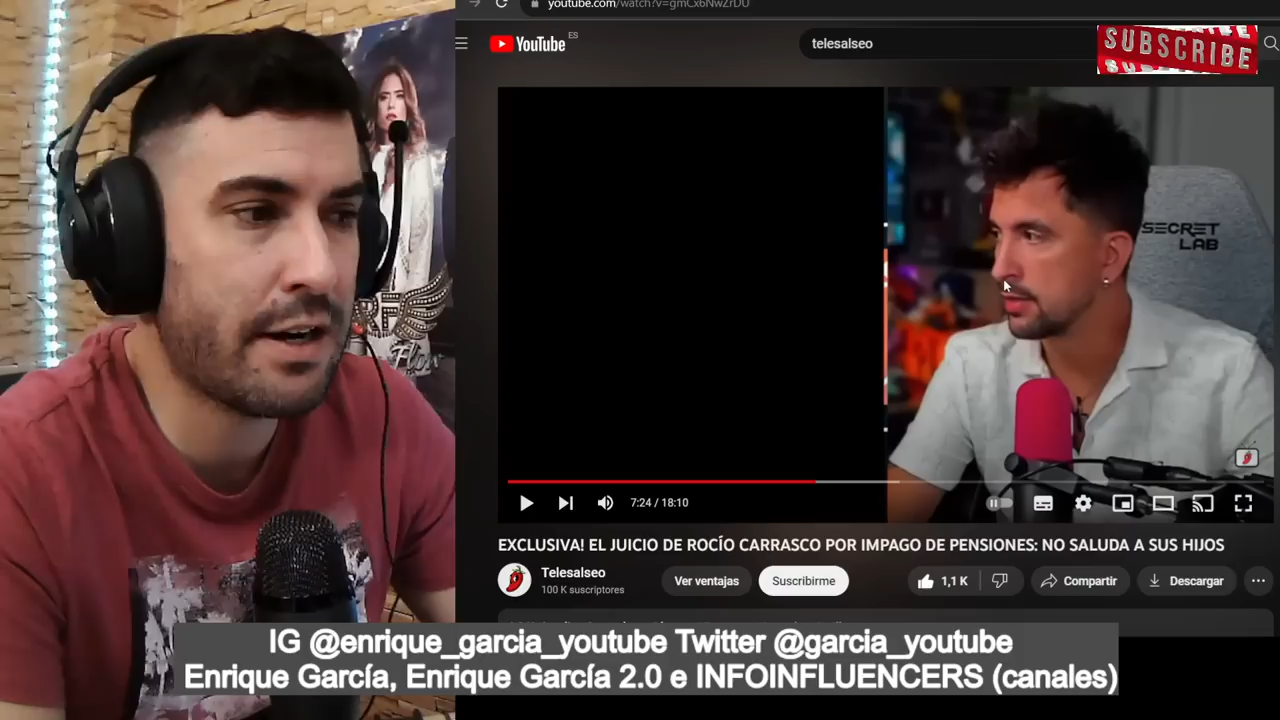 youtube.com/watch?v=gmCx6NwZrDU
YouTube ES
telesalseo
SUBSCRIBE
SECRET
LAB
7:24 / 18:10
EXCLUSIVA! EL JUICIO DE ROCÍO CARRASCO POR IMPAGO DE PENSIONES: NO SALUDA A SUS HIJOS
Telesalseo
100 K suscriptores
Ver ventajas
Suscribirme
1,1 K
Compartir
Descargar
IG @enrique_garcia_youtube Twitter @garcia_youtube
Enrique García, Enrique García 2.0 e INFOINFLUENCERS (canales)